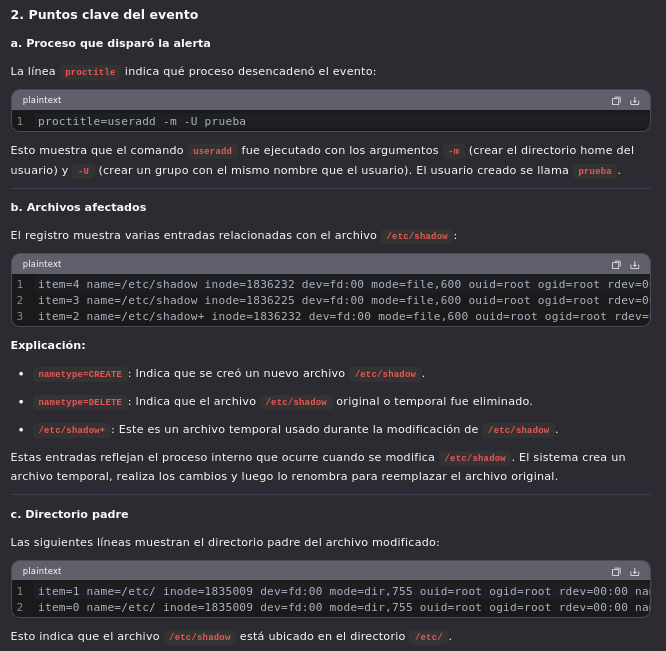 2. Puntos clave del evento
a. Proceso que disparó la alerta
La línea proctitle indica qué proceso desencadenó el evento:
plaintext
1 proctitle=useradd -m -U prueba
Esto muestra que el comando useradd fue ejecutado con los argumentos -m (crear el directorio home del
usuario) y -U (crear un grupo con el mismo nombre que el usuario). El usuario creado se llama prueba .
b. Archivos afectados
El registro muestra varias entradas relacionadas con el archivo /etc/shadow :
plaintext
1 item=4 name=/etc/shadow inode=1836232 dev=fd:00 mode=file,600 ouid=root ogid=root rdev=0
2 item=3 name=/etc/shadow inode=1836225 dev=fd:00 mode=file,600 ouid=root ogid=root rdev=0
3 item=2 name=/etc/shadow+ inode=1836232 dev=fd:00 mode=file,600 ouid=root ogid=root rdev=
Explicación:
• nametype=CREATE : Indica que se creó un nuevo archivo /etc/shadow .
• nametype=DELETE : Indica que el archivo /etc/shadow original o temporal fue eliminado.
• /etc/shadow+ : Este es un archivo temporal usado durante la modificación de /etc/shadow .
Estas entradas reflejan el proceso interno que ocurre cuando se modifica /etc/shadow . El sistema crea un
archivo temporal, realiza los cambios y luego lo renombra para reemplazar el archivo original.
c. Directorio padre
Las siguientes líneas muestran el directorio padre del archivo modificado:
plaintext
1 item=1 name=/etc/ inode=1835009 dev=fd:00 mode=dir,755 ouid=root ogid=root rdev=00:00 na
2 item=0 name=/etc/ inode=1835009 dev=fd:00 mode=dir,755 ouid=root ogid=root rdev=00:00 na
Esto indica que el archivo /etc/shadow está ubicado en el directorio /etc/ .